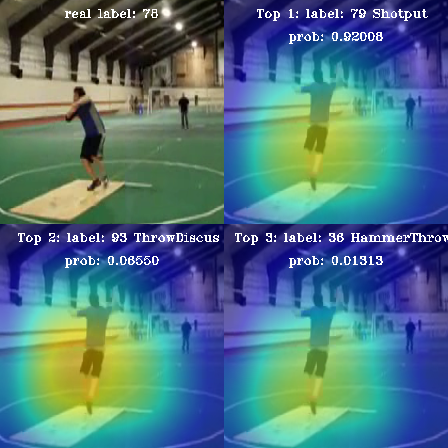 real label: 78
Top 1: label: 79 Shotput
prob: 0.92008
Top 2: label: 93 ThrowDiscus
prob: 0.06550
Top 3: label: 36 HammerThrow
prob: 0.01313